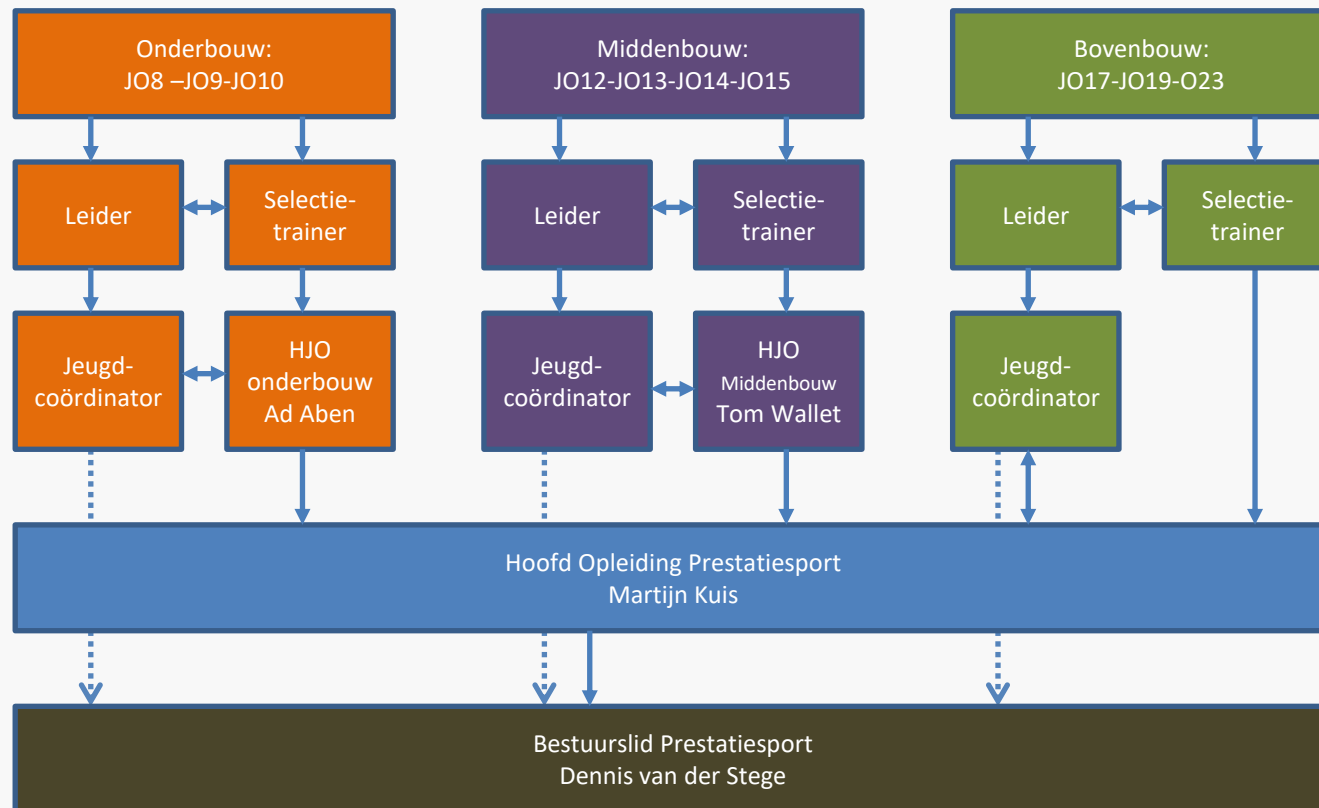 Onderbouw:
JO8 –JO9-JO10
Middenbouw:
JO12-JO13-JO14-JO15
Bovenbouw:
JO17-JO19-O23
Leider
Selectie-
trainer
Leider
Selectie-
trainer
Leider
Selectie-
trainer
Jeugd-
coördinator
HJO
onderbouw
Ad Aben
Jeugd-
coördinator
HJO
Middenbouw
Tom Wallet
Jeugd-
coördinator
Hoofd Opleiding Prestatiesport
Martijn Kuis
Bestuurslid Prestatiesport
Dennis van der Stege